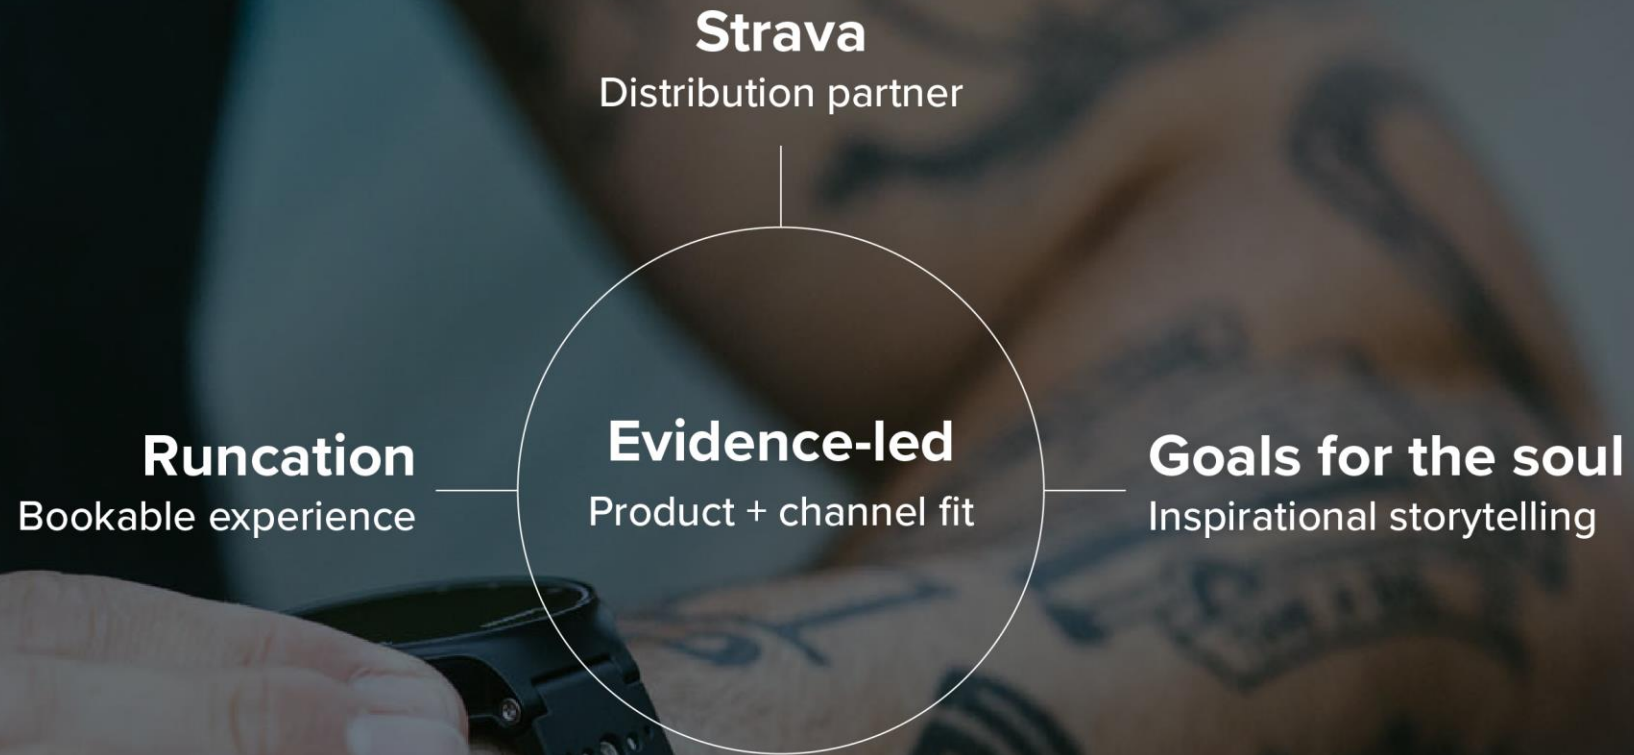 Strava
Distribution partner
Runcation
Bookable experience
Evidence-led
Product + channel fit
Goals for the soul
Inspirational storytelling